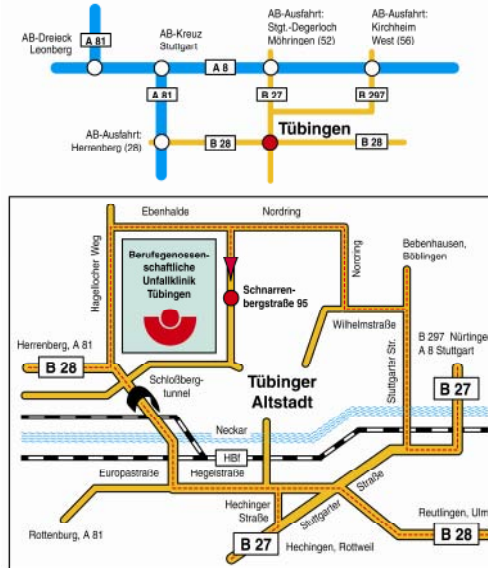 AB-Dreieck
Leonberg
A 81
AB-Kreuz
Stuttgart
AB-Ausfahrt:
Stgt.-Degerloch
Möhringen (52)
AB-Ausfahrt:
Kirchheim
West (56)
A 8
A 81
B 27
B 297
AB-Ausfahrt:
Herrenberg (28)
B 28
Tübingen
B 28
Ebenhalde
Nordring
Hagellocher Weg
Berufsgenossen-
schaftliche
Unfallklinik
Tübingen
Schnarren-
bergstraße 95
Nordring
Bebenhausen,
Böblingen
Wilhelmstraße
Herrenberg, A 81
B 28
Stuttgarter Str.
B 297 Nürtingen
A 8 Stuttgart
B 27
Schloßberg-
tunnel
Tübinger
Altstadt
Neckar
HBf
Europastraße
Hegelstraße
Hechinger
Straße
Stuttgarter
Straße
Rottenburg, A 81
B 27
Hechingen, Rottweil
Reutlingen, Ulm
B 28